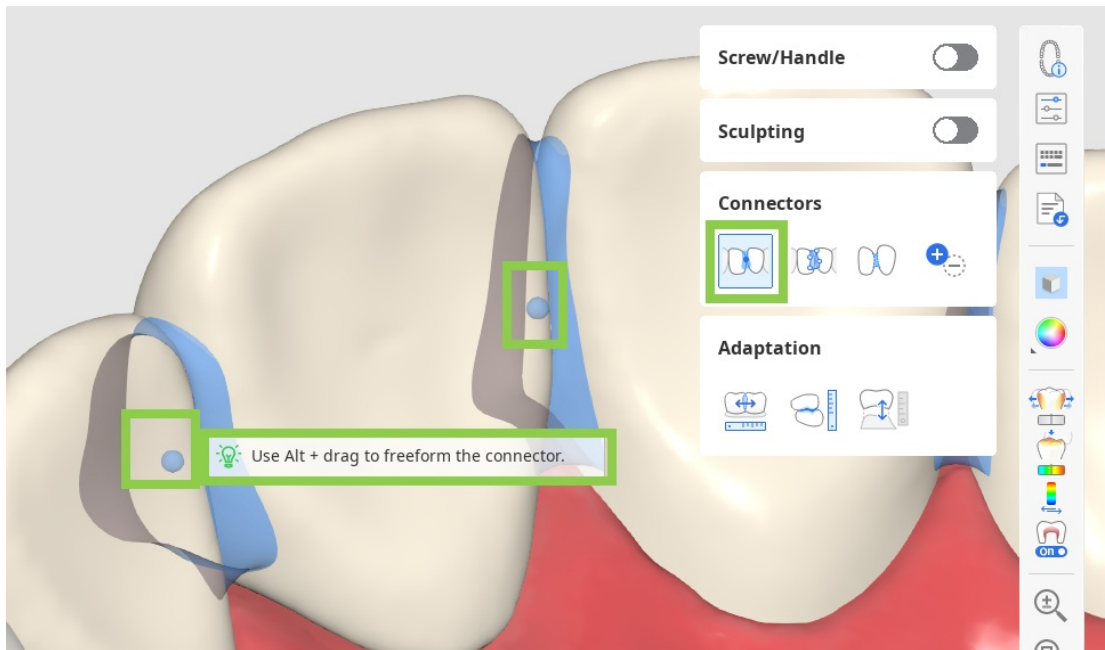 Screw/Handle
Sculpting
Connectors
Adaptation
Use Alt + drag to freeform the connector.
On